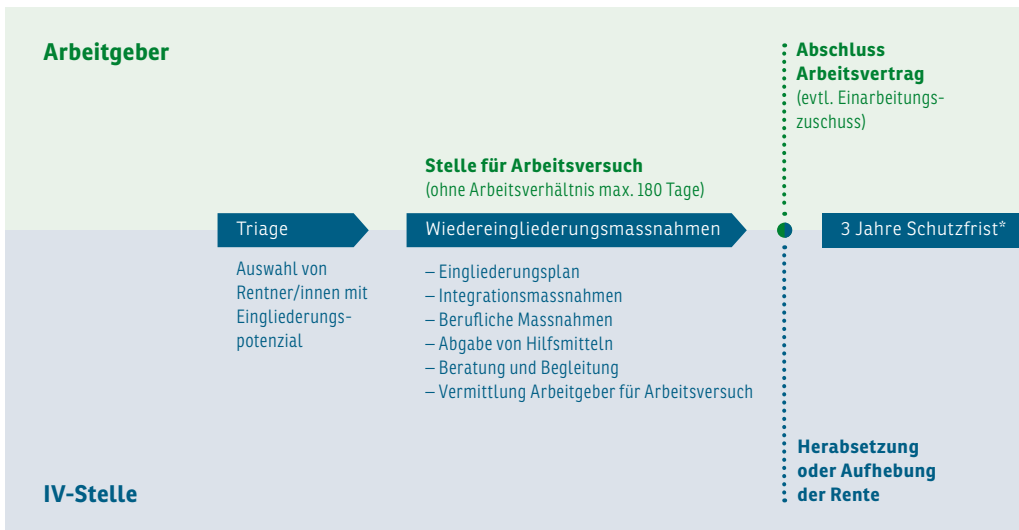 Arbeitgeber
Abschluss
Arbeitsvertrag
(evtl. Einarbeitungs-
zuschuss)
Stelle für Arbeitsversuch
(ohne Arbeitsverhältnis max. 180 Tage)
Triage
Wiedereingliederungsmassnahmen
3 Jahre Schutzfrist*
Auswahl von
Rentner/innen mit
Eingliederungs-
potenzial
– Eingliederungsplan
– Integrationsmassnahmen
– Berufliche Massnahmen
– Abgabe von Hilfsmitteln
– Beratung und Begleitung
– Vermittlung Arbeitgeber für Arbeitsversuch
Herabsetzung
oder Aufhebung
der Rente
IV-Stelle